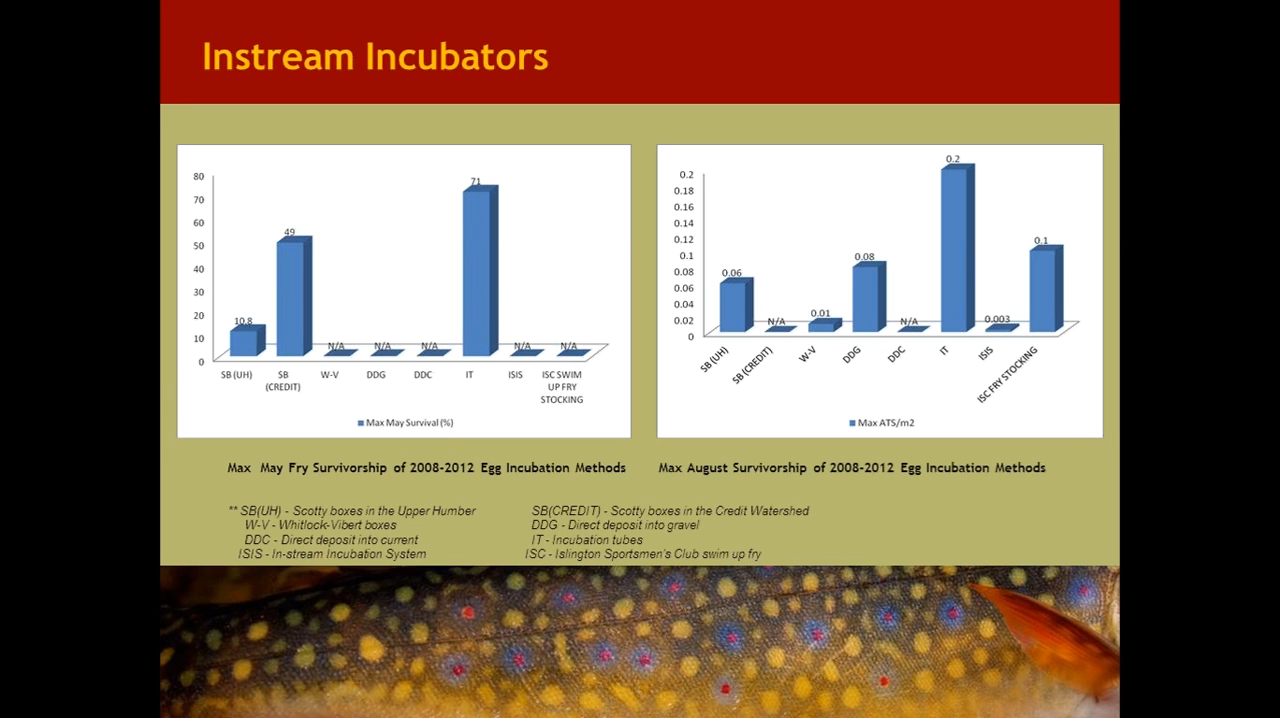 Instream Incubators
80
70
60
50
40
30
20
10
0
10.8
49
N/A
N/A
N/A
71
N/A
N/A
SB (UH)
SB
(CREDIT)
W-V
DDG
DDC
IT
ISIS
ISC SWIM
UP FRY
STOCKING
Max May Survival (%)
0.2
0.18
0.16
0.14
0.12
0.1
0.08
0.06
0.04
0.02
0
0.06
N/A
0.01
0.08
N/A
0.2
0.003
0.1
SB (UH)
SB (CREDIT)
W-V
DDG
DDC
IT
ISIS
ISC FRY STOCKING
Max ATS/m2
Max May Fry Survivorship of 2008-2012 Egg Incubation Methods
Max August Survivorship of 2008-2012 Egg Incubation Methods
** SB(UH) - Scotty boxes in the Upper Humber
SB(CREDIT) - Scotty boxes in the Credit Watershed
W-V - Whitlock-Vibert boxes
DDG - Direct deposit into gravel
DDC - Direct deposit into current
IT - Incubation tubes
ISIS - In-stream Incubation System
ISC - Islington Sportsmen's Club swim up fry